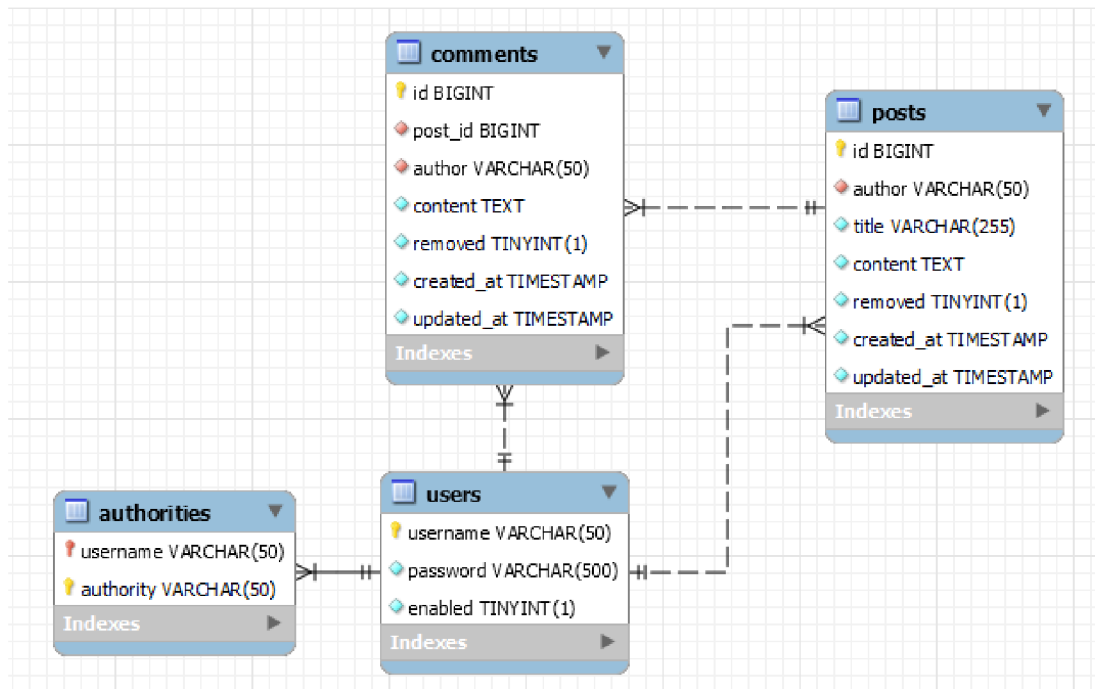 comments
id BIGINT
post_id BIGINT
author VARCHAR(50)
content TEXT
removed TINYINT(1)
created_at TIMESTAMP
updated_at TIMESTAMP
Indexes
posts
id BIGINT
author VARCHAR(50)
title VARCHAR(255)
content TEXT
removed TINYINT(1)
created_at TIMESTAMP
updated_at TIMESTAMP
Indexes
authorities
username VARCHAR(50)
authority VARCHAR(50)
Indexes
users
username VARCHAR(50)
password VARCHAR(500)
enabled TINYINT(1)
Indexes